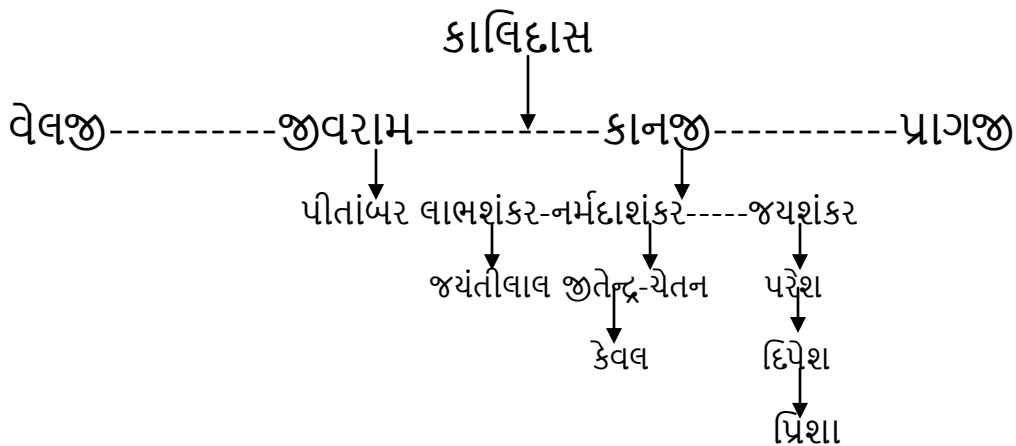 કાલિદાસ
વેલજી----------જીવરામ-----------કાનજી-----------પ્રાગજી
પીતાંબર લાભશંકર-નર્મદાશંકર-----જયશંકર
જયંતીલાલ જીતેન્દ્ર-ચેતન પરેશ
કેવલ દિપેશ
પ્રિશા